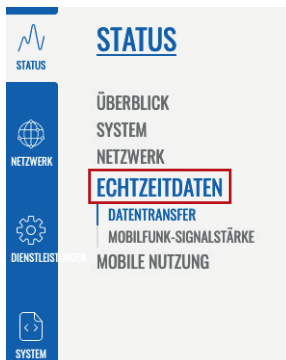 STATUS
NETZWERK
DIENSTLEISTUNGEN
SYSTEM
STATUS
ÜBERBLICK
SYSTEM
NETZWERK
ECHTZEITDATEN
DATENTRANSFER
MOBILFUNK-SIGNALSTÄRKE
MOBILE NUTZUNG